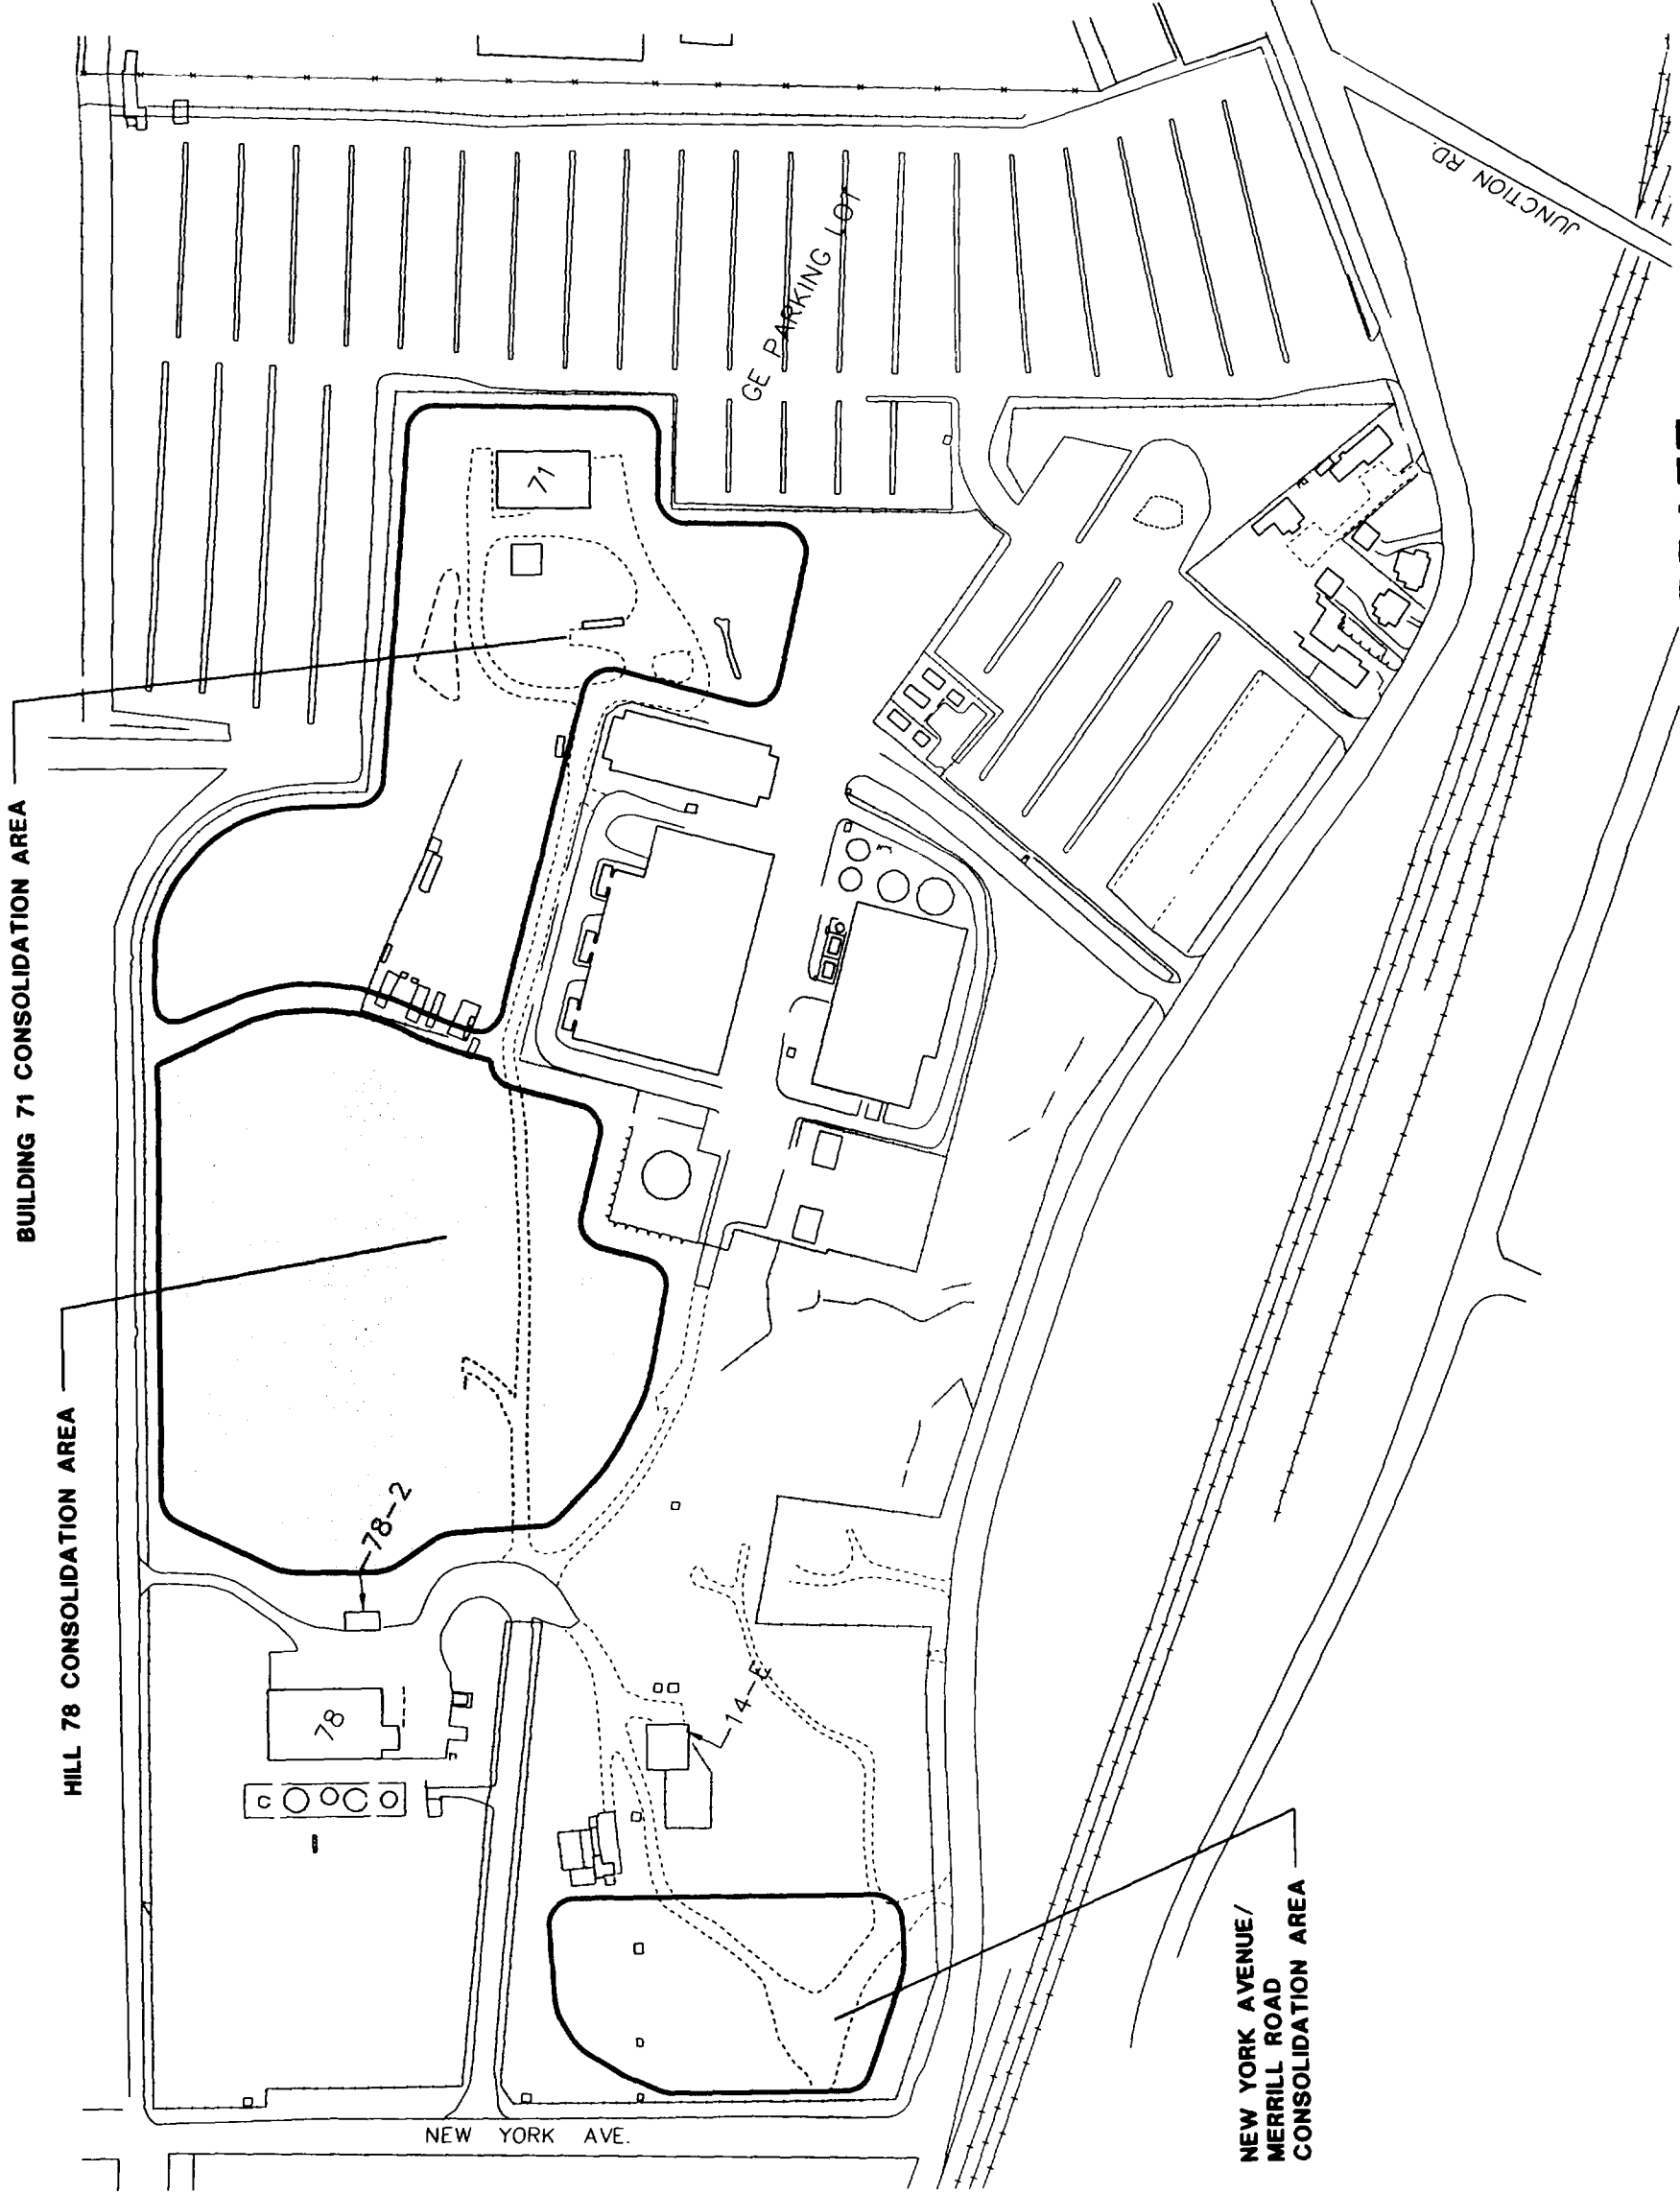 BUILDING 71 CONSOLIDATION AREA
HILL 78 CONSOLIDATION AREA
JUNCTION RD.
GE PARKING LOT
71
78-2
78
14-E
NEW YORK AVE.
NEW YORK AVENUE/
MERRILL ROAD
CONSOLIDATION AREA